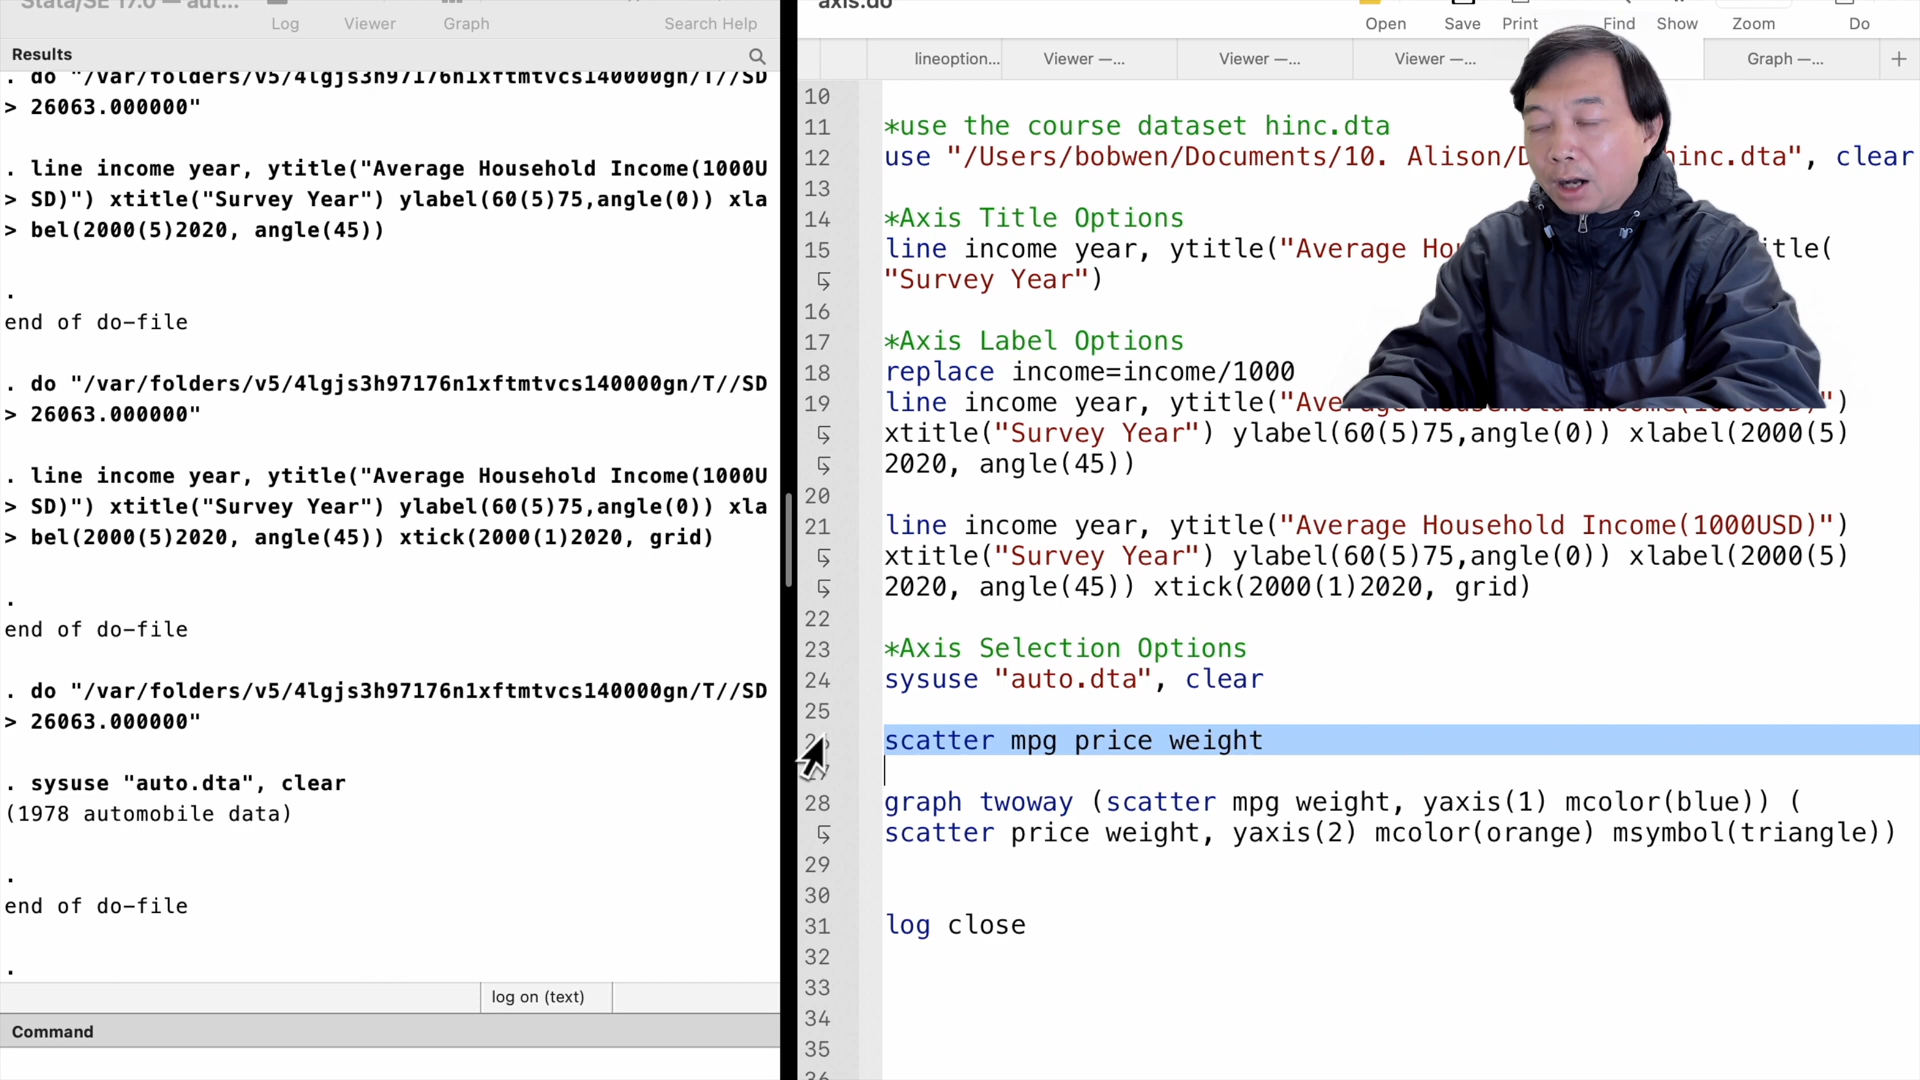 Stata/SE 17.0 — aut...
Log
Viewer
Graph
Search Help
Results
. do "/var/folders/v5/4lgjs3h97176n1xftmtvcs140000gn/T//SD
> 26063.000000"
. line income year, ytitle("Average Household Income(1000U
> SD)") xtitle("Survey Year") ylabel(60(5)75,angle(0)) xla
> bel(2000(5)2020, angle(45))
.
end of do-file
. do "/var/folders/v5/4lgjs3h97176n1xftmtvcs140000gn/T//SD
> 26063.000000"
. line income year, ytitle("Average Household Income(1000U
> SD)") xtitle("Survey Year") ylabel(60(5)75,angle(0)) xla
> bel(2000(5)2020, angle(45)) xtick(2000(1)2020, grid)
.
end of do-file
. do "/var/folders/v5/4lgjs3h97176n1xftmtvcs140000gn/T//SD
> 26063.000000"
. sysuse "auto.dta", clear
(1978 automobile data)
.
end of do-file
.
log on (text)
Command
axis.do
Open
Save
Print
Find
Show
Zoom
Do
lineoption...
Viewer —...
Viewer —...
Viewer —...
Graph —...
10
11 *use the course dataset hinc.dta
12 use "/Users/bobwen/Documents/10. Alison/D hinc.dta", clear
13
14 *Axis Title Options
15 line income year, ytitle("Average Ho title(
"Survey Year")
16
17 *Axis Label Options
18 replace income=income/1000
19 line income year, ytitle("Average Household Income(1000USD)")
xtitle("Survey Year") ylabel(60(5)75,angle(0)) xlabel(2000(5)
2020, angle(45))
20
21 line income year, ytitle("Average Household Income(1000USD)")
xtitle("Survey Year") ylabel(60(5)75,angle(0)) xlabel(2000(5)
2020, angle(45)) xtick(2000(1)2020, grid)
22
23 *Axis Selection Options
24 sysuse "auto.dta", clear
25
scatter mpg price weight
28 graph twoway (scatter mpg weight, yaxis(1) mcolor(blue)) (
scatter price weight, yaxis(2) mcolor(orange) msymbol(triangle))
29
30
31 log close
32
33
34
35
36